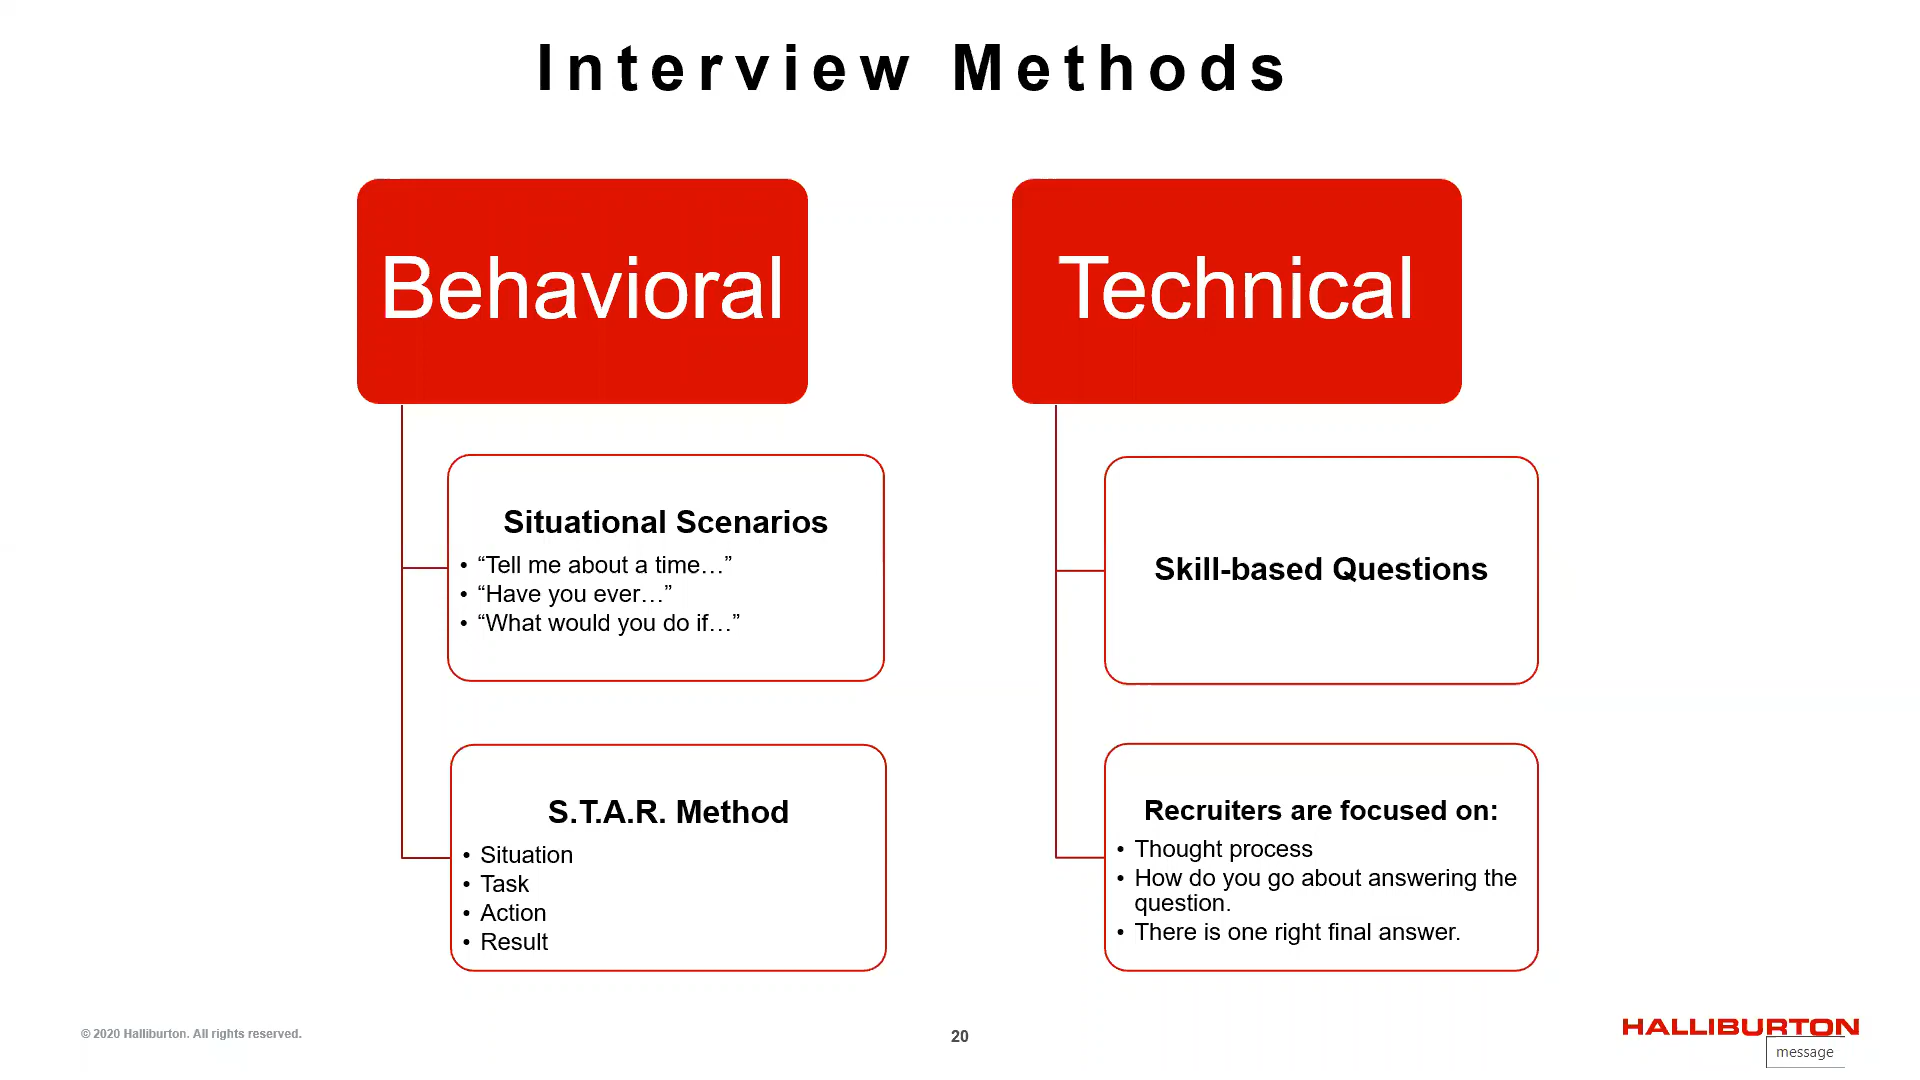 Interview Methods
Behavioral
Situational Scenarios
• “Tell me about a time…”
• “Have you ever…”
• “What would you do if…”
S.T.A.R. Method
• Situation
• Task
• Action
• Result
Technical
Skill-based Questions
Recruiters are focused on:
• Thought process
• How do you go about answering the
question.
• There is one right final answer.
© 2020 Halliburton. All rights reserved.
20
HALLIBURTON
message